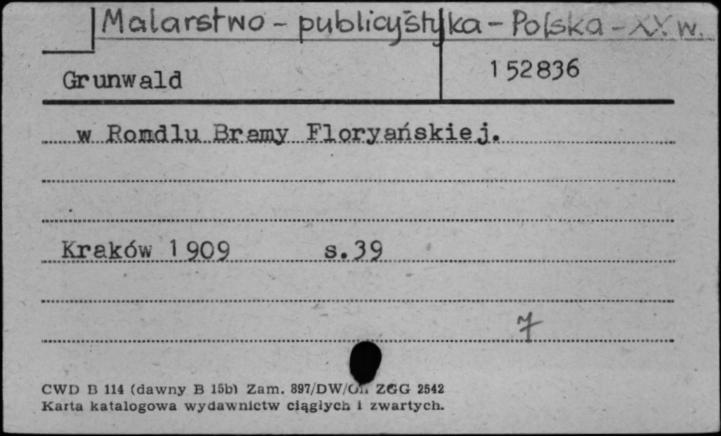 Malarstwo - publicystyka - Polska - XX w.
Grunwald 152836
w Rondlu Bramy Floryańskiej.
Kraków 1909 s.39
7
CWD B 114 (dawny B 15b) Zam. 897/DW/ ZGG 2542
Karta katalogowa wydawnictw ciągłych i zwartych.